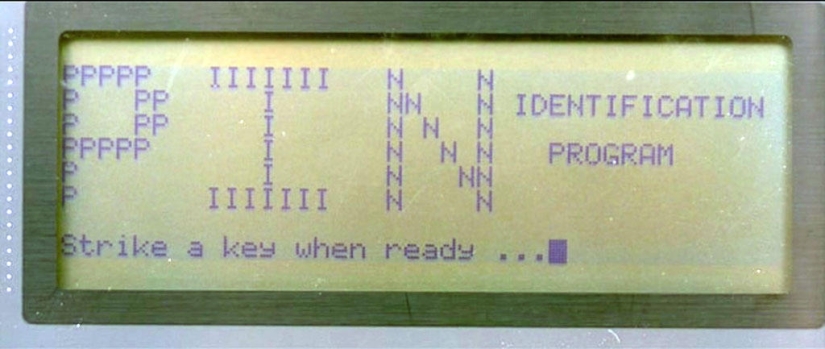 PPPPP IIIIIII N N
P PP I NN N IDENTIFICATION
P PP I N N N
PPPPP I N N N PROGRAM
P I N NN
P IIIIIII N N
Strike a key when ready ...